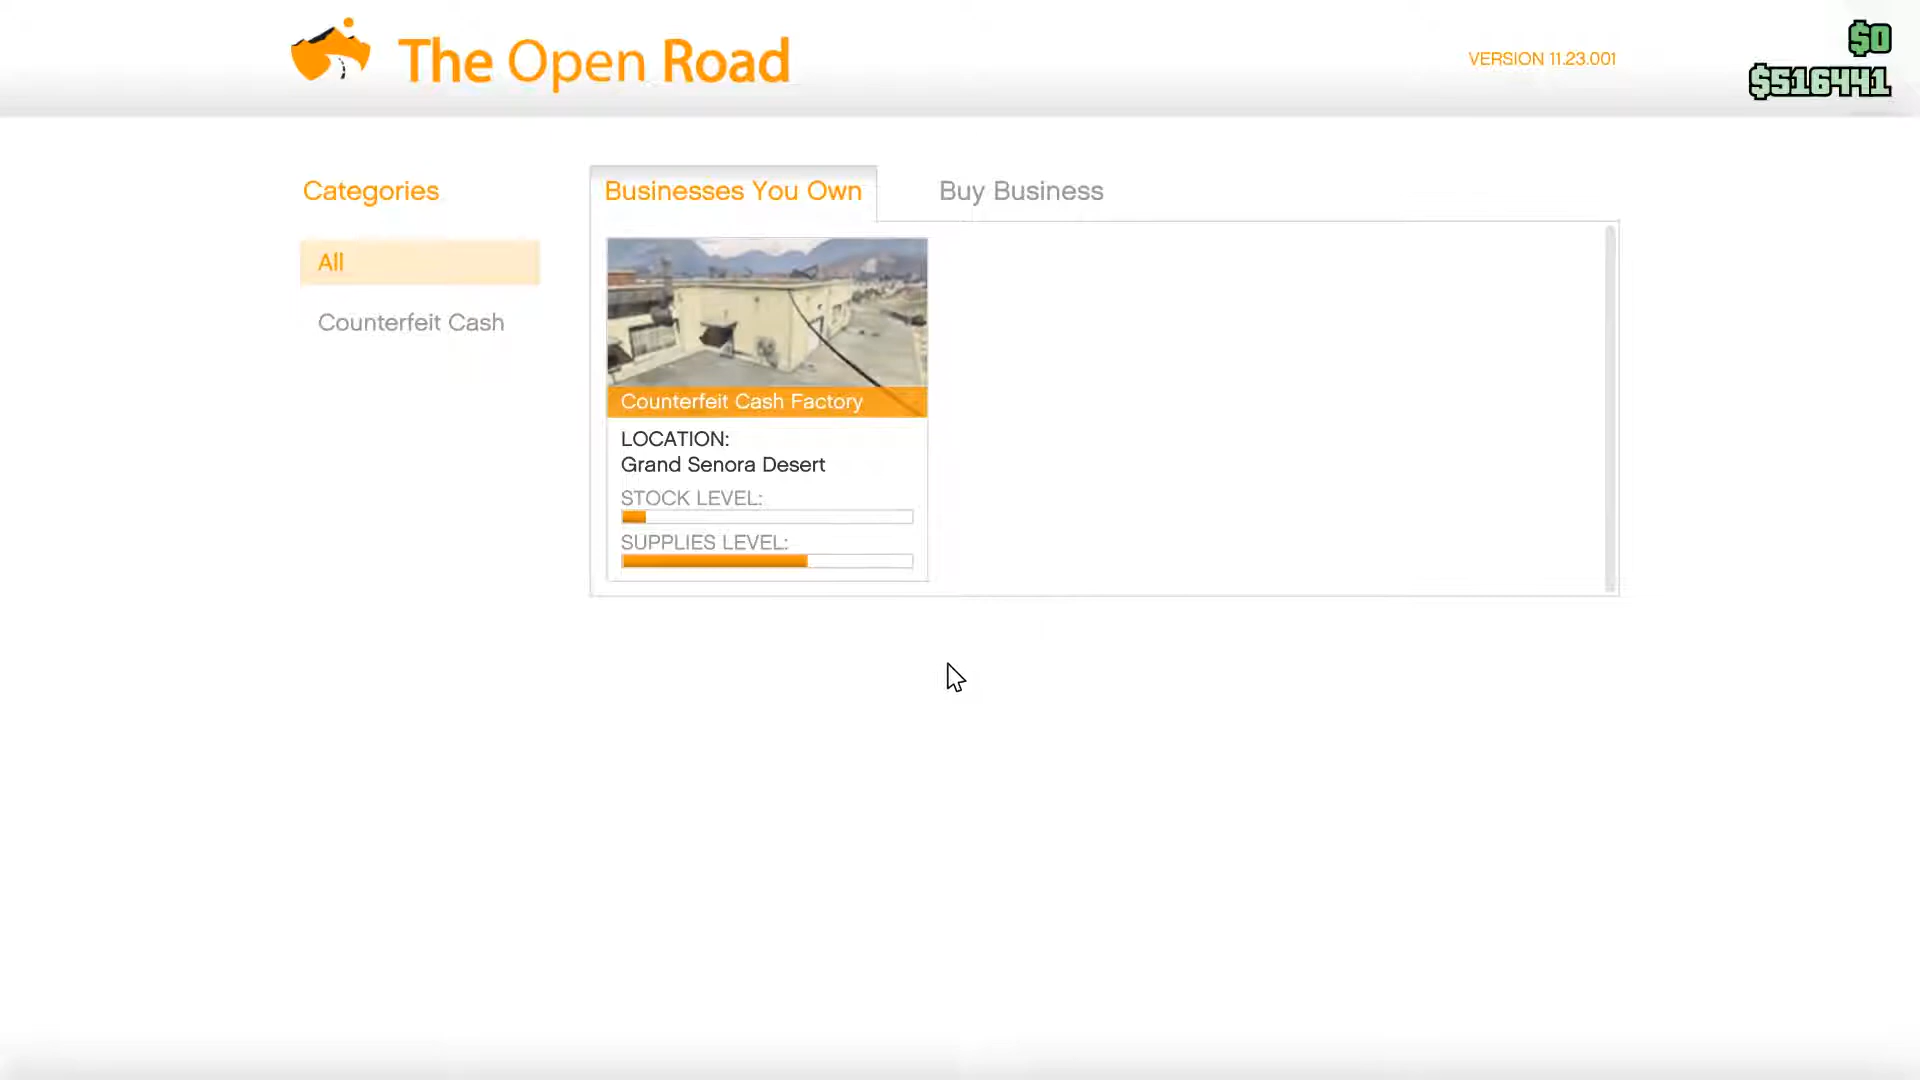 The Open Road
VERSION 11.23.001
$0
$516441
Categories
Businesses You Own
Buy Business
All
Counterfeit Cash
Counterfeit Cash Factory
LOCATION:
Grand Senora Desert
STOCK LEVEL:
SUPPLIES LEVEL: